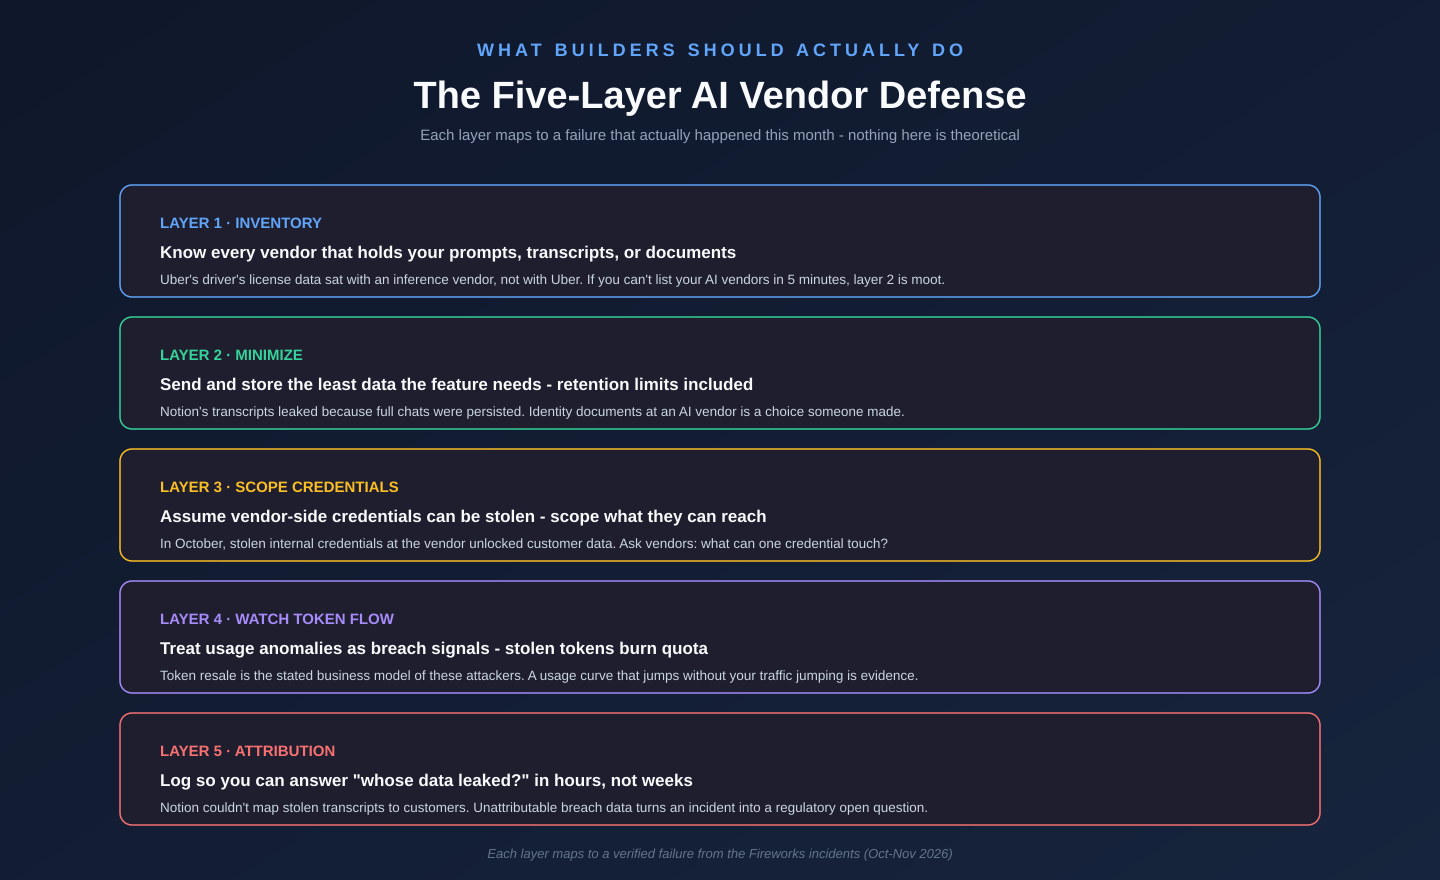 WHAT BUILDERS SHOULD ACTUALLY DO
The Five-Layer AI Vendor Defense
Each layer maps to a failure that actually happened this month - nothing here is theoretical
LAYER 1 · INVENTORY
Know every vendor that holds your prompts, transcripts, or documents
Uber's driver's license data sat with an inference vendor, not with Uber. If you can't list your AI vendors in 5 minutes, layer 2 is moot.
LAYER 2 · MINIMIZE
Send and store the least data the feature needs - retention limits included
Notion's transcripts leaked because full chats were persisted. Identity documents at an AI vendor is a choice someone made.
LAYER 3 · SCOPE CREDENTIALS
Assume vendor-side credentials can be stolen - scope what they can reach
In October, stolen internal credentials at the vendor unlocked customer data. Ask vendors: what can one credential touch?
LAYER 4 · WATCH TOKEN FLOW
Treat usage anomalies as breach signals - stolen tokens burn quota
Token resale is the stated business model of these attackers. A usage curve that jumps without your traffic jumping is evidence.
LAYER 5 · ATTRIBUTION
Log so you can answer "whose data leaked?" in hours, not weeks
Notion couldn't map stolen transcripts to customers. Unattributable breach data turns an incident into a regulatory open question.
Each layer maps to a verified failure from the Fireworks incidents (Oct-Nov 2026)